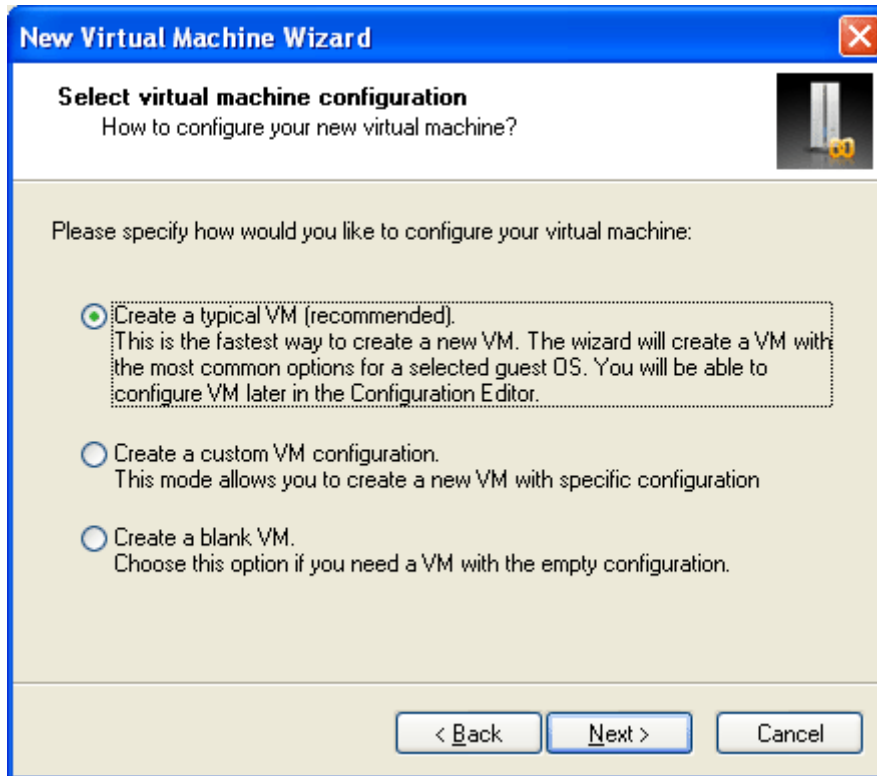 New Virtual Machine Wizard
Select virtual machine configuration
How to configure your new virtual machine?
Please specify how would you like to configure your virtual machine:
Create a typical VM (recommended).
This is the fastest way to create a new VM. The wizard will create a VM with
the most common options for a selected guest OS. You will be able to
configure VM later in the Configuration Editor.
Create a custom VM configuration.
This mode allows you to create a new VM with specific configuration
Create a blank VM.
Choose this option if you need a VM with the empty configuration.
< Back
Next >
Cancel